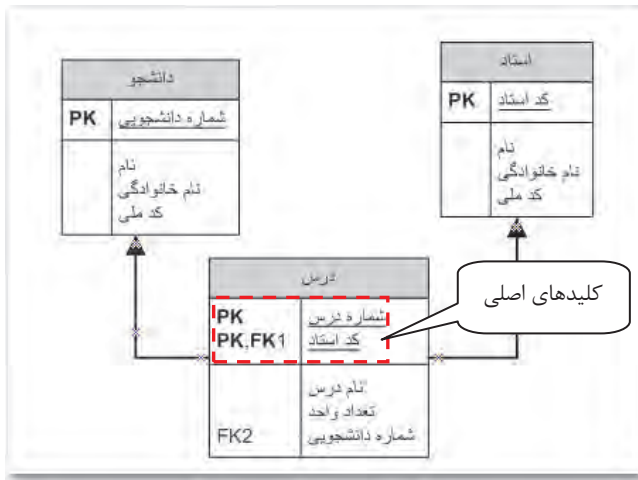 استاد
PK کد استاد
نام
نام خانوادگی
کد ملی
دانشجو
PK شماره دانشجویی
نام
نام خانوادگی
کد ملی
درس
PK شماره درس
PK,FK1 کد استاد
نام درس
تعداد واحد
FK2 شماره دانشجویی
کلیدهای اصلی